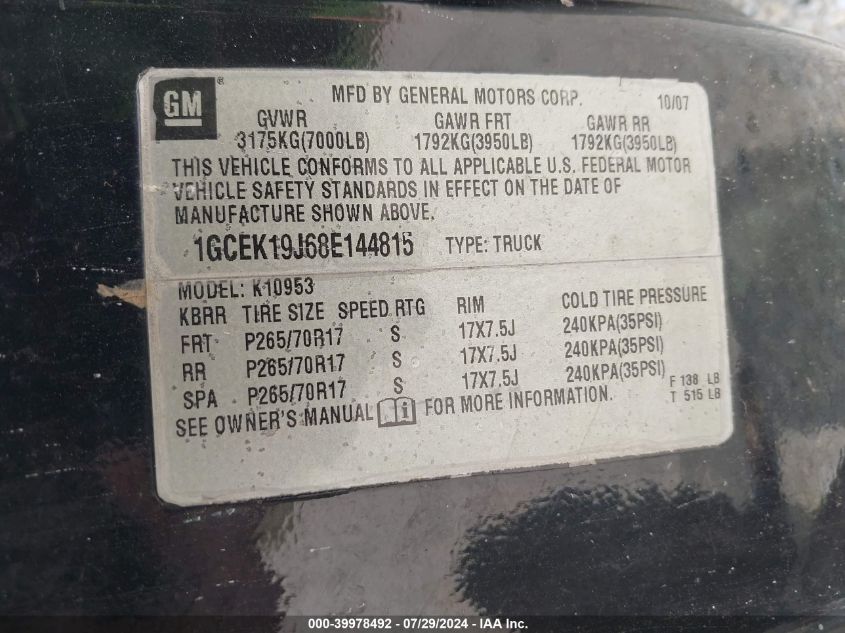 GM ® MFD BY GENERAL MOTORS CORP. 10/07
GVWR GAWR FRT GAWR RR
3175KG(7000LB) 1792KG(3950LB) 1792KG(3950LB)
THIS VEHICLE CONFORMS TO ALL APPLICABLE U.S. FEDERAL MOTOR
VEHICLE SAFETY STANDARDS IN EFFECT ON THE DATE OF
MANUFACTURE SHOWN ABOVE.
1GCEK19J68E144815 TYPE: TRUCK
MODEL: K10953
KBRR TIRE SIZE SPEED RTG RIM COLD TIRE PRESSURE
FRT P265/70R17 S 17X7.5J 240KPA(35PSI)
RR P265/70R17 S 17X7.5J 240KPA(35PSI)
SPA P265/70R17 S 17X7.5J 240KPA(35PSI)
SEE OWNER'S MANUAL i FOR MORE INFORMATION.
F 138 LB
T 515 LB
000-39978492 - 07/29/2024 - IAA Inc.